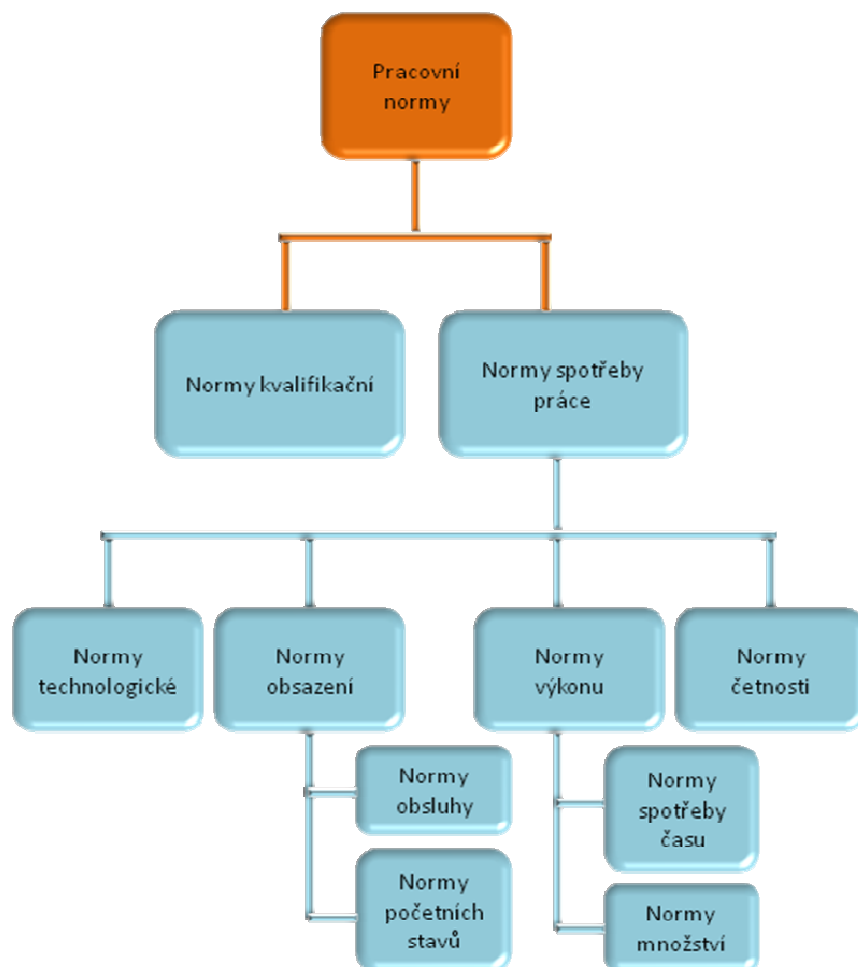 Pracovní
normy
Normy kvalifikační
Normy spotřeby
práce
Normy
technologické
Normy
obsazení
Normy
výkonu
Normy
četnosti
Normy
obsluhy
Normy
početních
stavů
Normy
spotřeby
času
Normy
množství